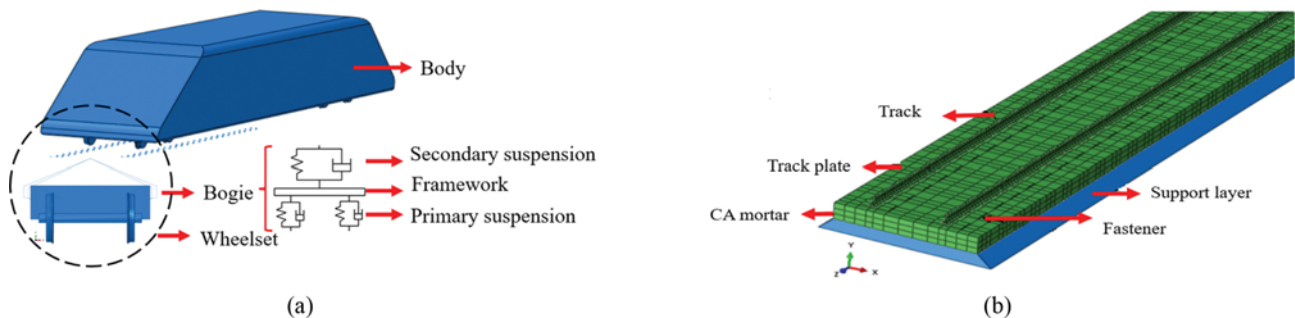 Body
Secondary suspension
Bogie
Framework
Primary suspension
Wheelset
(a)
Track
Track plate
CA mortar
Support layer
Fastener
Y
Z
X
(b)